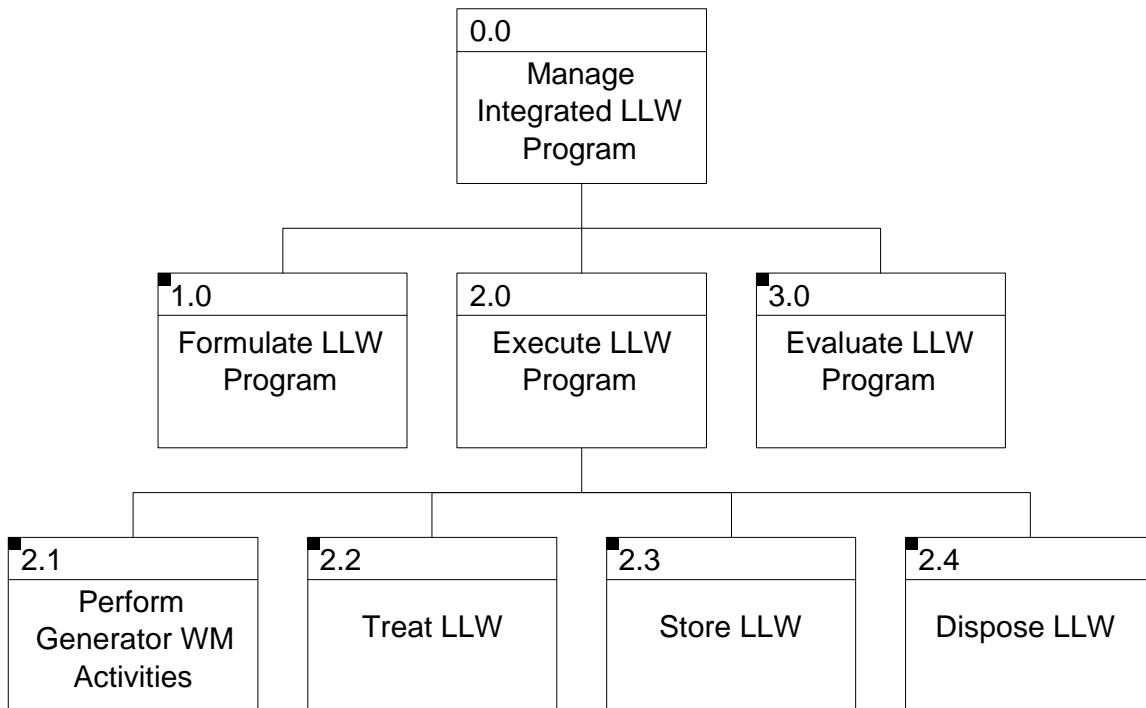 0.0
Manage
Integrated LLW
Program
1.0
Formulate LLW
Program
2.0
Execute LLW
Program
3.0
Evaluate LLW
Program
2.1
Perform
Generator WM
Activities
2.2
Treat LLW
2.3
Store LLW
2.4
Dispose LLW